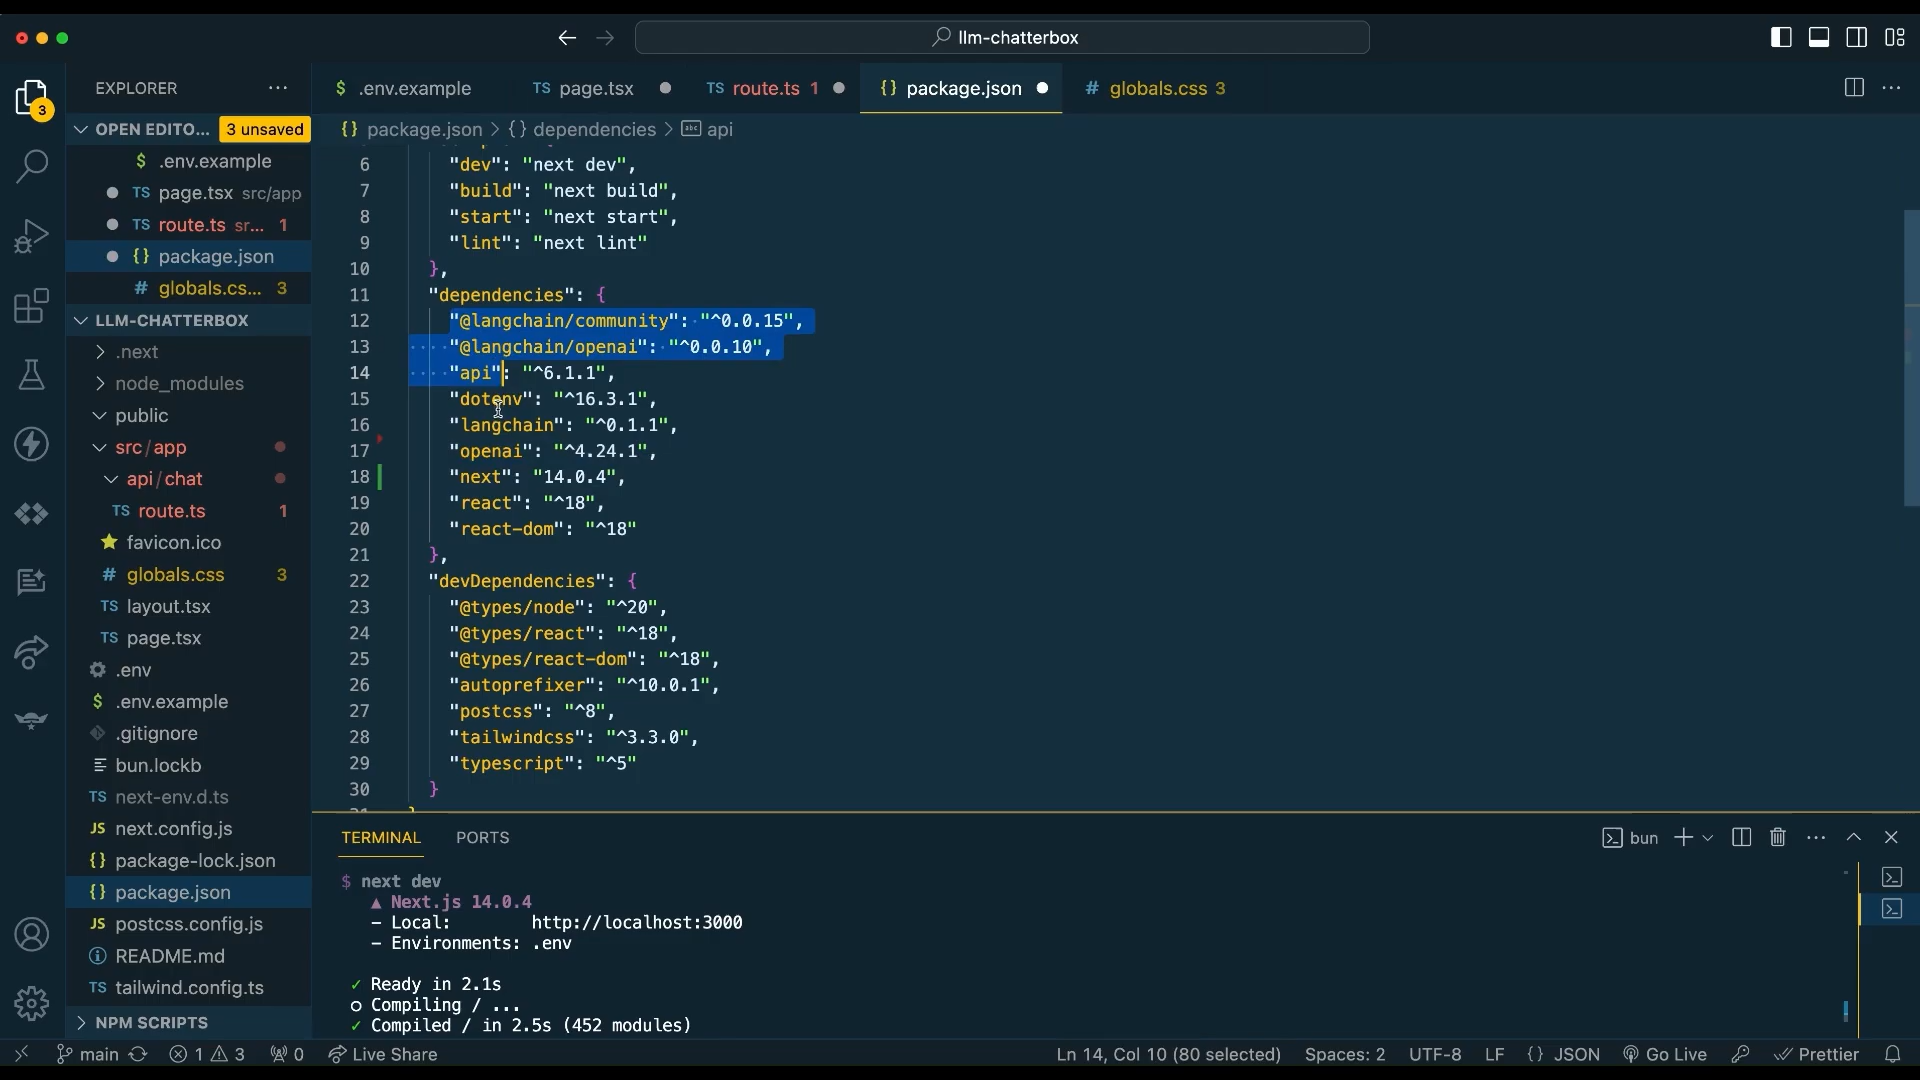 llm-chatterbox
EXPLORER
$ .env.example
TS page.tsx
TS route.ts 1
{} package.json
# globals.css 3
3
OPEN EDITO... 3 unsaved
$ .env.example
TS page.tsx src/app
TS route.ts sr... 1
{} package.json
# globals.cs... 3
LLM-CHATTERBOX
.next
node_modules
public
src/app
api/chat
TS route.ts 1
favicon.ico
# globals.css 3
TS layout.tsx
TS page.tsx
.env
$ .env.example
.gitignore
bun.lockb
TS next-env.d.ts
JS next.config.js
{} package-lock.json
{} package.json
JS postcss.config.js
README.md
TS tailwind.config.ts
NPM SCRIPTS
{} package.json > {} dependencies > abc api
6 "dev": "next dev",
7 "build": "next build",
8 "start": "next start",
9 "lint": "next lint"
10 },
11 "dependencies": {
12 "@langchain/community": "^0.0.15",
13 "@langchain/openai": "^0.0.10",
14 "api": "^6.1.1",
15 "dotenv": "^16.3.1",
16 "langchain": "^0.1.1",
17 "openai": "^4.24.1",
18 "next": "14.0.4",
19 "react": "^18",
20 "react-dom": "^18"
21 },
22 "devDependencies": {
23 "@types/node": "^20",
24 "@types/react": "^18",
25 "@types/react-dom": "^18",
26 "autoprefixer": "^10.0.1",
27 "postcss": "^8",
28 "tailwindcss": "^3.3.0",
29 "typescript": "^5"
30 }
TERMINAL PORTS
bun
$ next dev
▲ Next.js 14.0.4
- Local: http://localhost:3000
- Environments: .env
✓ Ready in 2.1s
○ Compiling / ...
✓ Compiled / in 2.5s (452 modules)
main 1 3 0 Live Share
Ln 14, Col 10 (80 selected) Spaces: 2 UTF-8 LF {} JSON Go Live Prettier